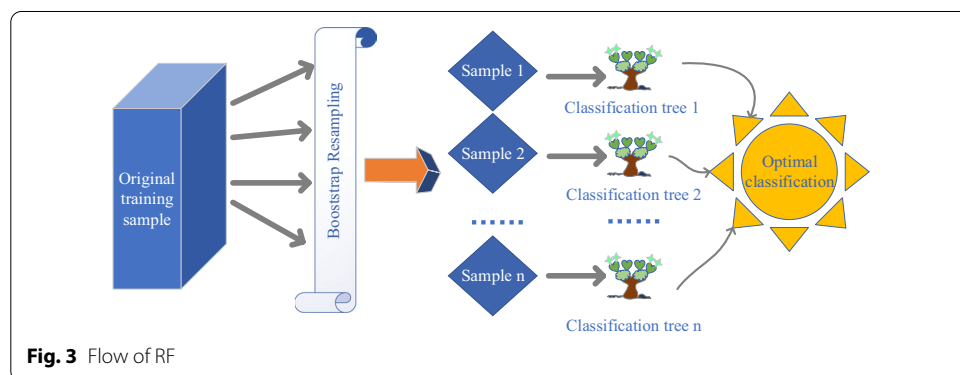 Original
training
sample
Booststrap Resampling
Sample 1
Classification tree 1
Sample 2
Classification tree 2
Sample n
Classification tree n
Optimal
classification
Fig. 3 Flow of RF